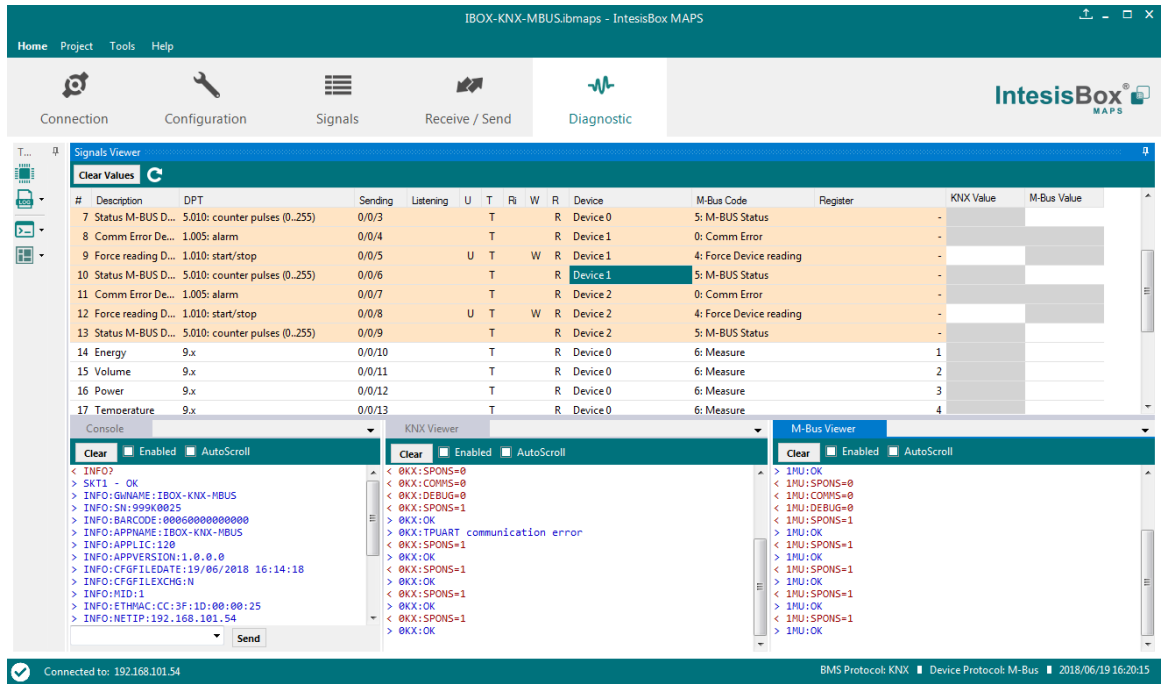 IBOX-KNX-MBUS.ibmaps - IntesisBox MAPS
Home Project Tools Help
Connection Configuration Signals Receive / Send Diagnostic
IntesisBox® MAPS
T... Signals Viewer
Clear Values
# Description DPT Sending Listening U T Ri W R Device M-Bus Code Register KNX Value M-Bus Value
7 Status M-BUS D... 5.010: counter pulses (0..255) 0/0/3 T R Device 0 5: M-BUS Status -
8 Comm Error De... 1.005: alarm 0/0/4 T R Device 1 0: Comm Error -
9 Force reading D... 1.010: start/stop 0/0/5 U T W R Device 1 4: Force Device reading -
10 Status M-BUS D... 5.010: counter pulses (0..255) 0/0/6 T R Device 1 5: M-BUS Status -
11 Comm Error De... 1.005: alarm 0/0/7 T R Device 2 0: Comm Error -
12 Force reading D... 1.010: start/stop 0/0/8 U T W R Device 2 4: Force Device reading -
13 Status M-BUS D... 5.010: counter pulses (0..255) 0/0/9 T R Device 2 5: M-BUS Status -
14 Energy 9.x 0/0/10 T R Device 0 6: Measure 1
15 Volume 9.x 0/0/11 T R Device 0 6: Measure 2
16 Power 9.x 0/0/12 T R Device 0 6: Measure 3
17 Temperature 9.x 0/0/13 T R Device 0 6: Measure 4
Console
Clear Enabled AutoScroll
< INFO?
> SKT1 - OK
> INFO:GWNAME:IBOX-KNX-MBUS
> INFO:SN:999K0025
> INFO:BARCODE:00060000000000
> INFO:APPNAME:IBOX-KNX-MBUS
> INFO:APPLIC:120
> INFO:APPVERSION:1.0.0.0
> INFO:CFGFILEDATE:19/06/2018 16:14:18
> INFO:CFGFILEXCHG:N
> INFO:MID:1
> INFO:ETHMAC:CC:3F:1D:00:00:25
> INFO:NETIP:192.168.101.54
Send
KNX Viewer
Clear Enabled AutoScroll
< 0KX:SPONS=0
< 0KX:COMMS=0
< 0KX:DEBUG=0
< 0KX:SPONS=1
> 0KX:OK
> 0KX:TPUART communication error
< 0KX:SPONS=1
> 0KX:OK
< 0KX:SPONS=1
> 0KX:OK
< 0KX:SPONS=1
> 0KX:OK
< 0KX:SPONS=1
> 0KX:OK
M-Bus Viewer
Clear Enabled AutoScroll
> 1MU:OK
< 1MU:SPONS=0
< 1MU:COMMS=0
< 1MU:DEBUG=0
< 1MU:SPONS=1
> 1MU:OK
< 1MU:SPONS=1
> 1MU:OK
< 1MU:SPONS=1
> 1MU:OK
< 1MU:SPONS=1
> 1MU:OK
< 1MU:SPONS=1
> 1MU:OK
Connected to: 192.168.101.54
BMS Protocol: KNX Device Protocol: M-Bus 2018/06/19 16:20:15